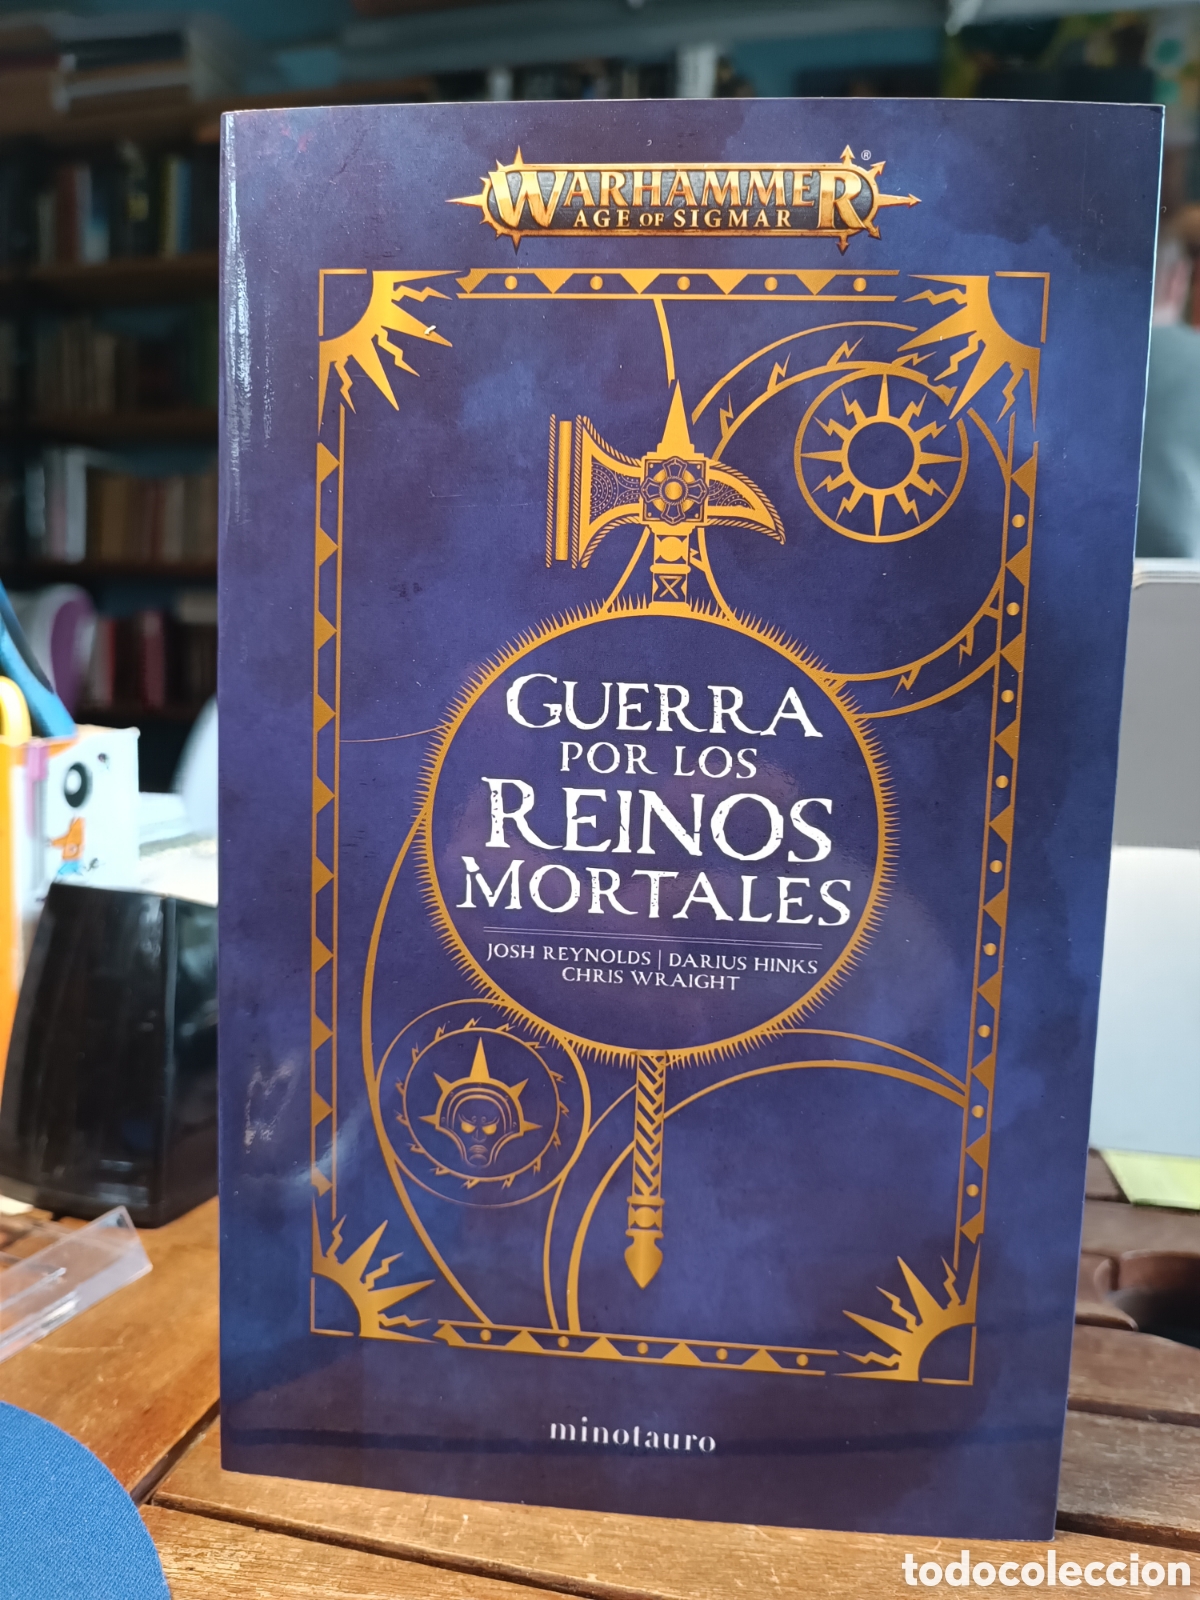 WARHAMMER®
AGE OF SIGMAR
GUERRA
POR LOS
REINOS
MORTALES
JOSH REYNOLDS | DARIUS HINKS
CHRIS WRAIGHT
minotauro
todocoleccion